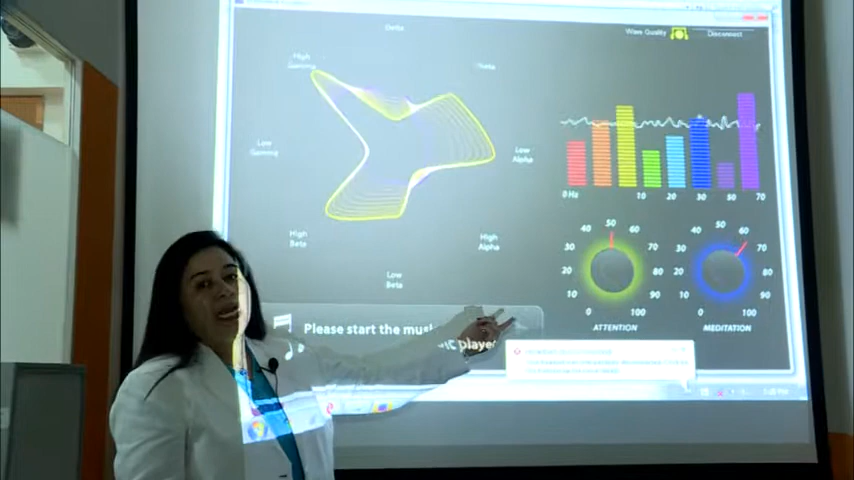 Wave Quality Disconnect
Delta
High
Gamma
Theta
Low
Gamma
Low
Alpha
High
Beta
High
Alpha
Low
Beta
0 Hz 10 20 30 50 70
0 10 20 30 40 50 60 70 80 90 100
ATTENTION
0 10 20 30 40 50 60 70 80 90 100
MEDITATION
Please start the music player